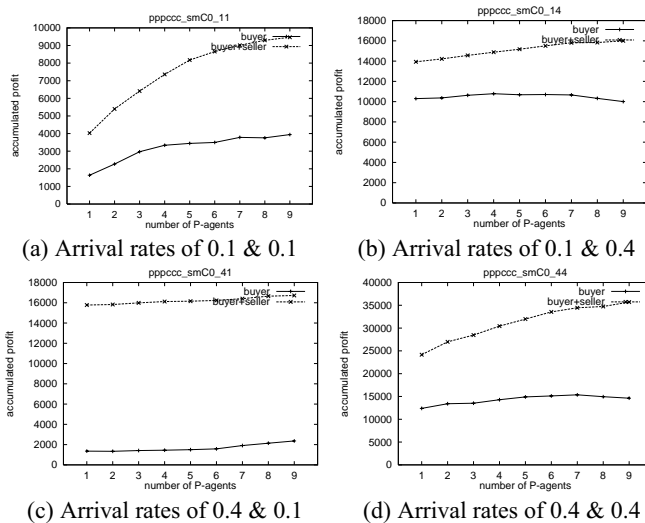 pppccc_smC0_11
10000
9000
8000
7000
6000
5000
4000
3000
2000
1000
0
accumulated profit
buyer
buyer+seller
1 2 3 4 5 6 7 8 9
number of P-agents
(a) Arrival rates of 0.1 & 0.1
pppccc_smC0_14
18000
16000
14000
12000
10000
8000
6000
4000
2000
0
accumulated profit
buyer
buyer+seller
1 2 3 4 5 6 7 8 9
number of P-agents
(b) Arrival rates of 0.1 & 0.4
pppccc_smC0_41
18000
16000
14000
12000
10000
8000
6000
4000
2000
0
accumulated profit
buyer
buyer+seller
1 2 3 4 5 6 7 8 9
number of P-agents
(c) Arrival rates of 0.4 & 0.1
pppccc_smC0_44
40000
35000
30000
25000
20000
15000
10000
5000
0
accumulated profit
buyer
buyer+seller
1 2 3 4 5 6 7 8 9
number of P-agents
(d) Arrival rates of 0.4 & 0.4